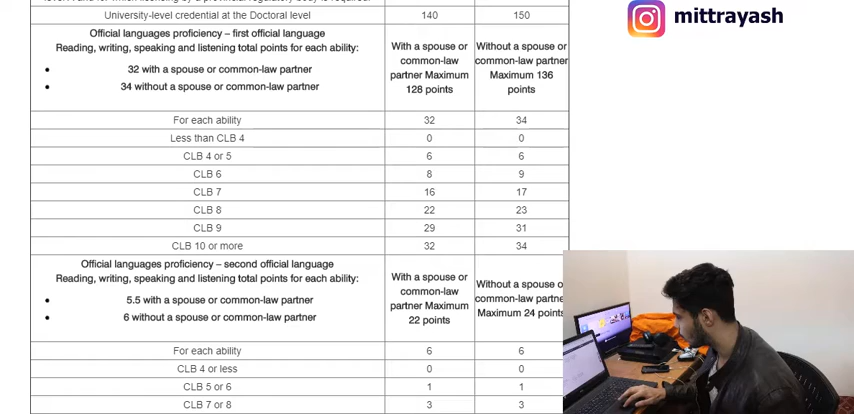 mittrayash
University-level credential at the Doctoral level 140 150
Official languages proficiency – first official language
Reading, writing, speaking and listening total points for each ability:
• 32 with a spouse or common-law partner
• 34 without a spouse or common-law partner
With a spouse or
common-law
partner Maximum
128 points
Without a spouse or
common-law partner
Maximum 136
points
For each ability 32 34
Less than CLB 4 0 0
CLB 4 or 5 6 6
CLB 6 8 9
CLB 7 16 17
CLB 8 22 23
CLB 9 29 31
CLB 10 or more 32 34
Official languages proficiency – second official language
Reading, writing, speaking and listening total points for each ability:
• 5.5 with a spouse or common-law partner
• 6 without a spouse or common-law partner
With a spouse or
common-law
partner Maximum
22 points
Without a spouse o
common-law partne
Maximum 24 points
For each ability 6 6
CLB 4 or less 0 0
CLB 5 or 6 1 1
CLB 7 or 8 3 3